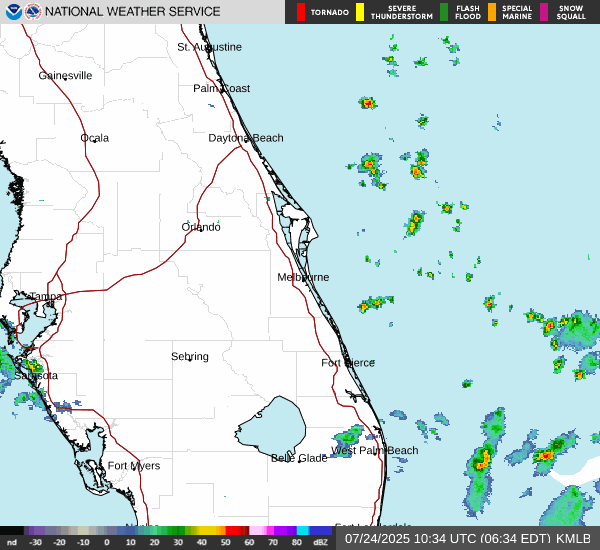 NATIONAL WEATHER SERVICE
TORNADO
SEVERE THUNDERSTORM
FLASH FLOOD
SPECIAL MARINE
SNOW SQUALL
St. Augustine
Gainesville
Palm Coast
Ocala
Daytona Beach
Orlando
Melbourne
Tampa
Sebring
Fort Pierce
Sarasota
West Palm Beach
Belle Glade
Fort Myers
nd -30 -20 -10 0 10 20 30 40 50 60 70 80 dBZ
07/24/2025 10:34 UTC (06:34 EDT) KMLB